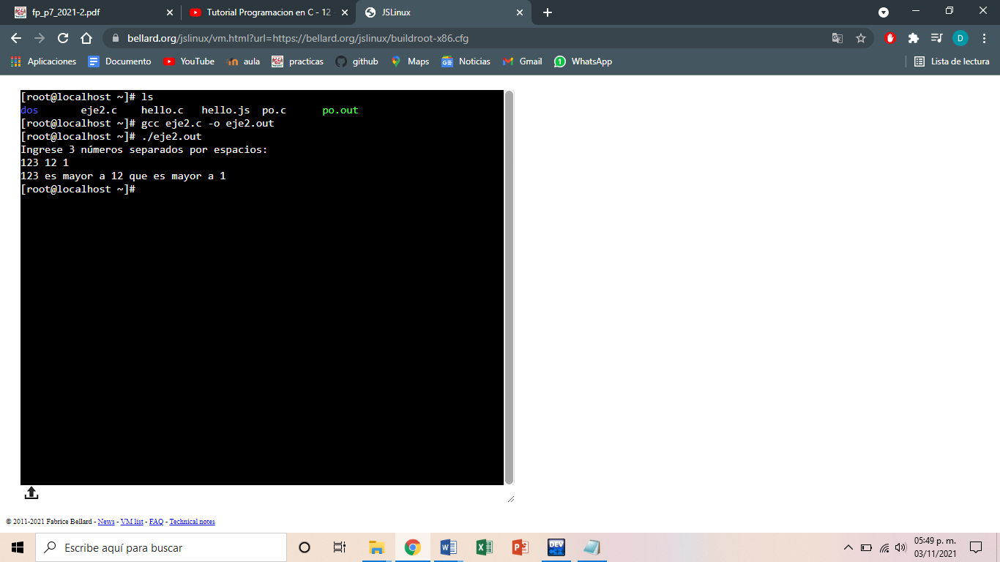 fp_p7_2021-2.pdf
Tutorial Programacion en C - 12
JSLinux
bellard.org/jslinux/vm.html?url=https://bellard.org/jslinux/buildroot-x86.cfg
D
Aplicaciones Documento YouTube aula practicas github Maps Noticias Gmail WhatsApp Lista de lectura
[root@localhost ~]# ls
dos eje2.c hello.c hello.js po.c po.out
[root@localhost ~]# gcc eje2.c -o eje2.out
[root@localhost ~]# ./eje2.out
Ingrese 3 números separados por espacios:
123 12 1
123 es mayor a 12 que es mayor a 1
[root@localhost ~]#
© 2011-2021 Fabrice Bellard - News - VM list - FAQ - Technical notes
Escribe aquí para buscar
DEV
05:49 p. m.
03/11/2021